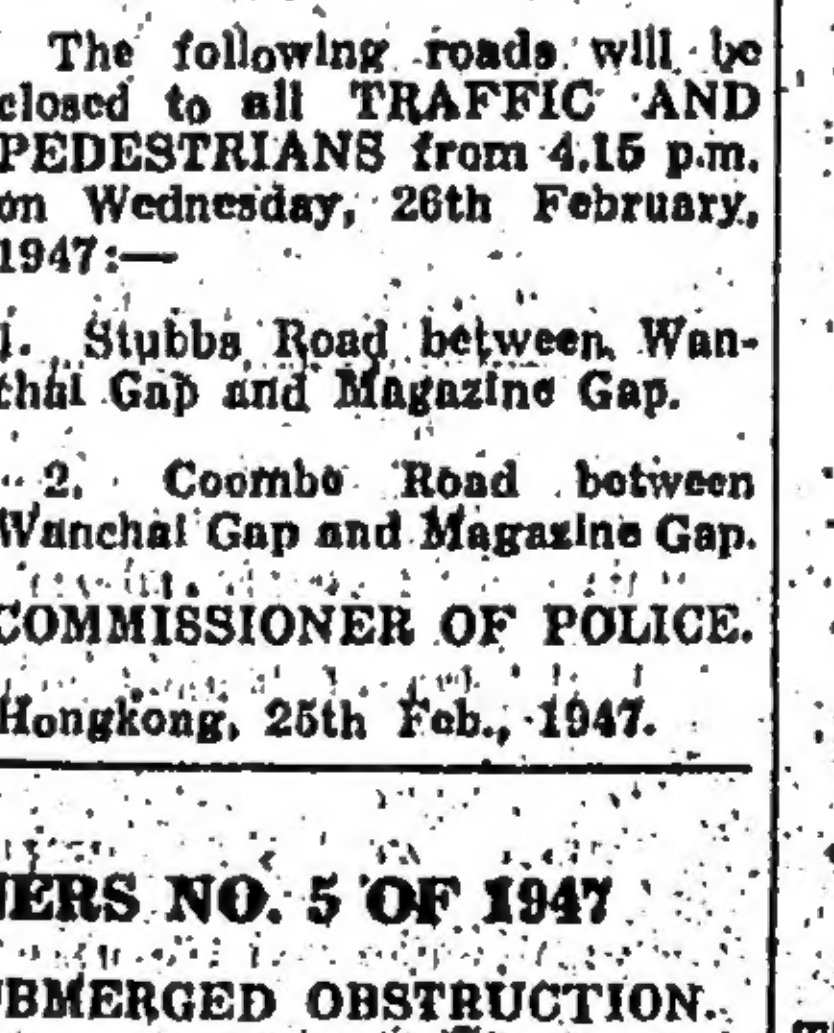 The following roads will be
closed to all TRAFFIC AND
PEDESTRIANS from 4.15 p.m.
on Wednesday, 26th February,
1947:—
1. Stubbs Road between Wan-
chai Gap and Magazine Gap.
2. Coombe Road between
Wanchai Gap and Magazine Gap.
COMMISSIONER OF POLICE.
Hongkong, 25th Feb., 1947.
NERS NO. 5 OF 1947
UBMERGED OBSTRUCTION.